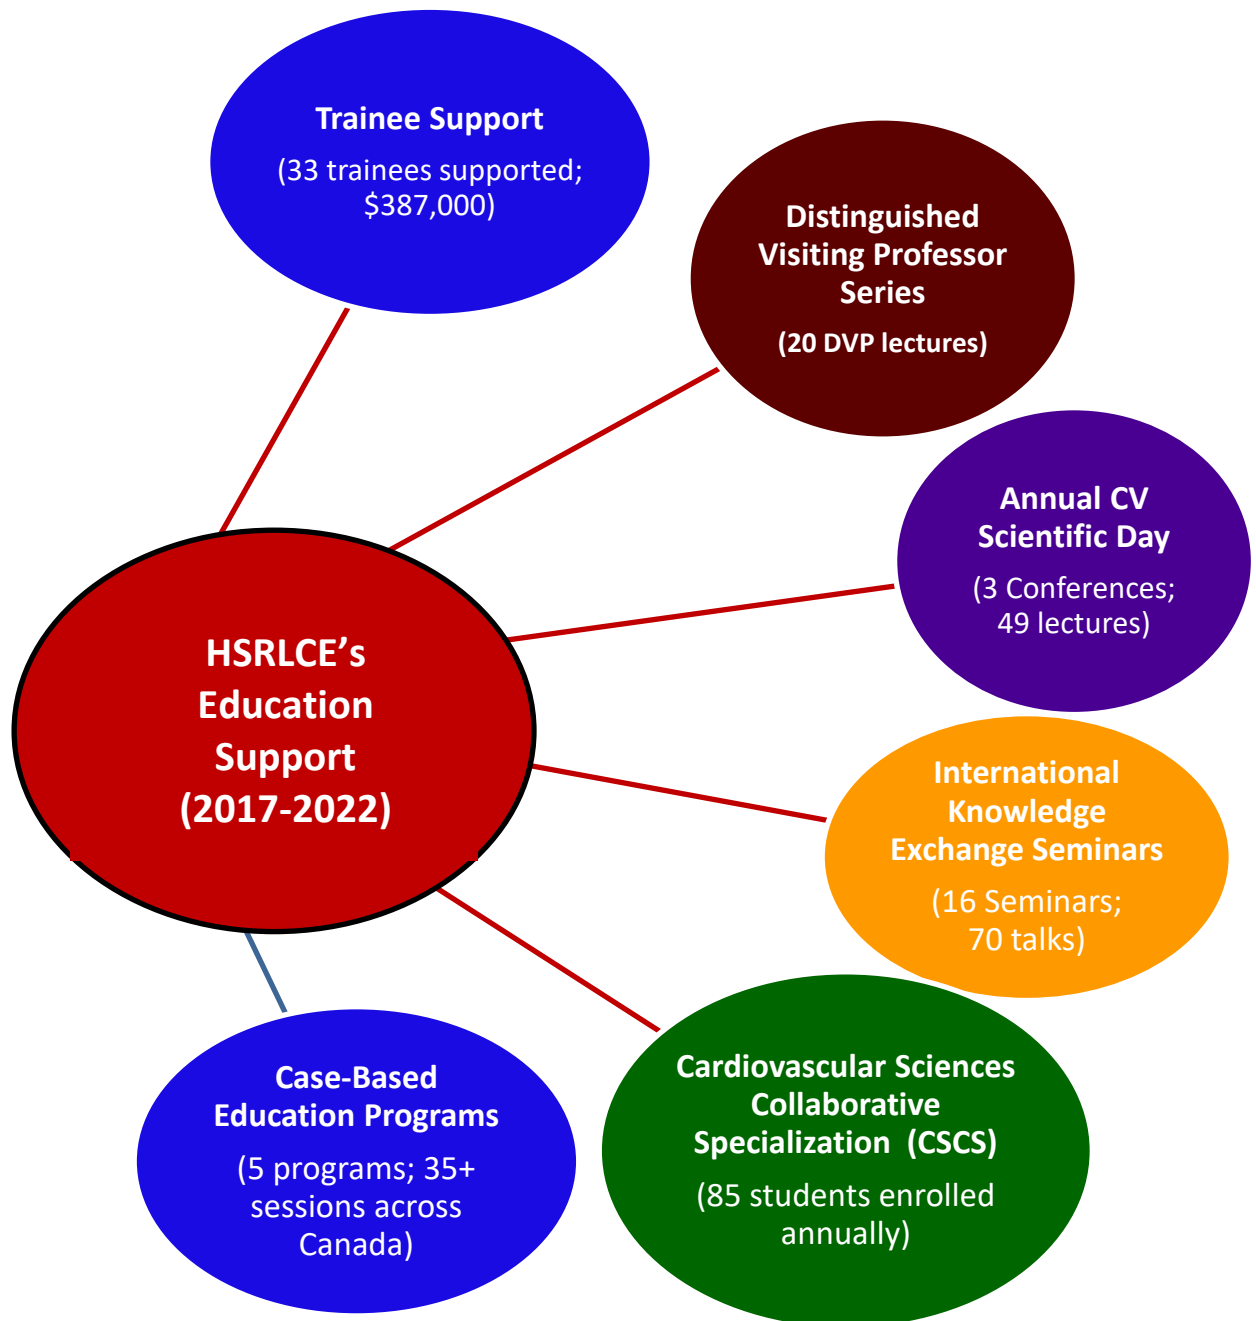 Trainee Support
(33 trainees supported;
$387,000)
Distinguished
Visiting Professor
Series
(20 DVP lectures)
Annual CV
Scientific Day
(3 Conferences;
49 lectures)
HSRLCE’s
Education
Support
(2017-2022)
International
Knowledge
Exchange Seminars
(16 Seminars;
70 talks)
Cardiovascular Sciences
Collaborative
Specialization (CSCS)
(85 students enrolled
annually)
Case-Based
Education Programs
(5 programs; 35+
sessions across
Canada)